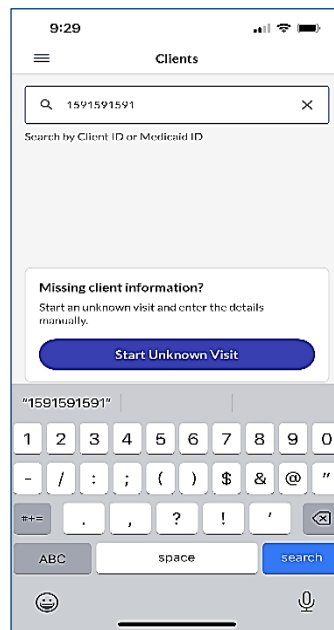 9:29
Clients
1591591591
Search by Client ID or Medicaid ID
Missing client information?
Start an unknown visit and enter the details
manually.
Start Unknown Visit
"1591591591"
1 2 3 4 5 6 7 8 9 0
- / : ; ( ) $ & @ "
#+= . , ? ! '
ABC space search